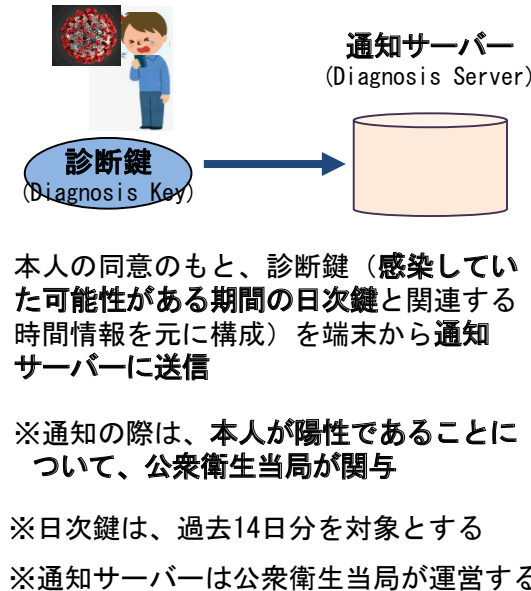 通知サーバー
(Diagnosis Server)
診断鍵
(Diagnosis Key)
本人の同意のもと、診断鍵（感染してい
た可能性がある期間の日次鍵と関連する
時間情報を元に構成）を端末から通知
サーバーに送信
※通知の際は、本人が陽性であることに
ついて、公衆衛生当局が関与
※日次鍵は、過去14日分を対象とする
※通知サーバーは公衆衛生当局が運営する